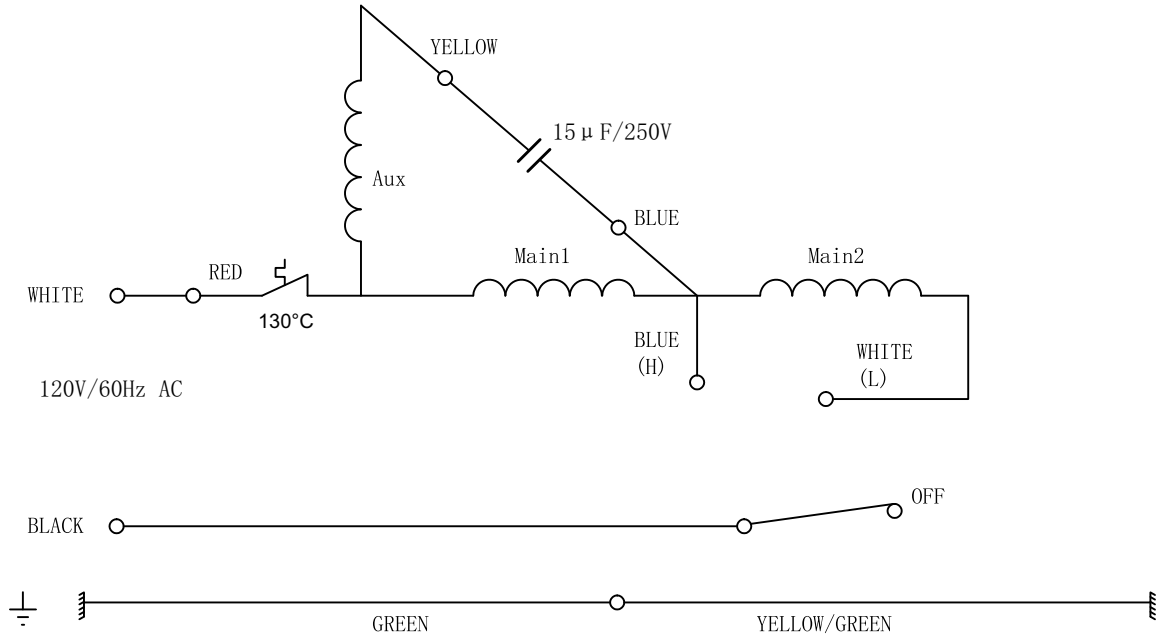 YELLOW
15μF/250V
Aux
BLUE
Main1
Main2
RED
WHITE
130°C
BLUE
(H)
WHITE
(L)
120V/60Hz AC
OFF
BLACK
GREEN
YELLOW/GREEN